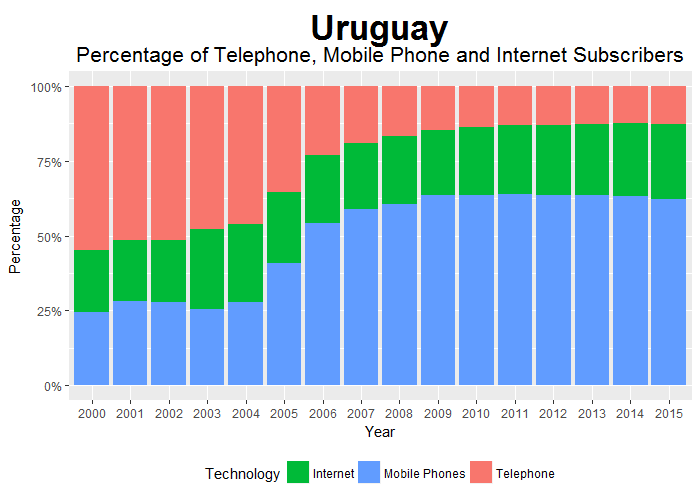 Uruguay
Percentage of Telephone, Mobile Phone and Internet Subscribers
100%
75%
50%
25%
0%
Percentage
2000 2001 2002 2003 2004 2005 2006 2007 2008 2009 2010 2011 2012 2013 2014 2015
Year
Technology Internet Mobile Phones Telephone